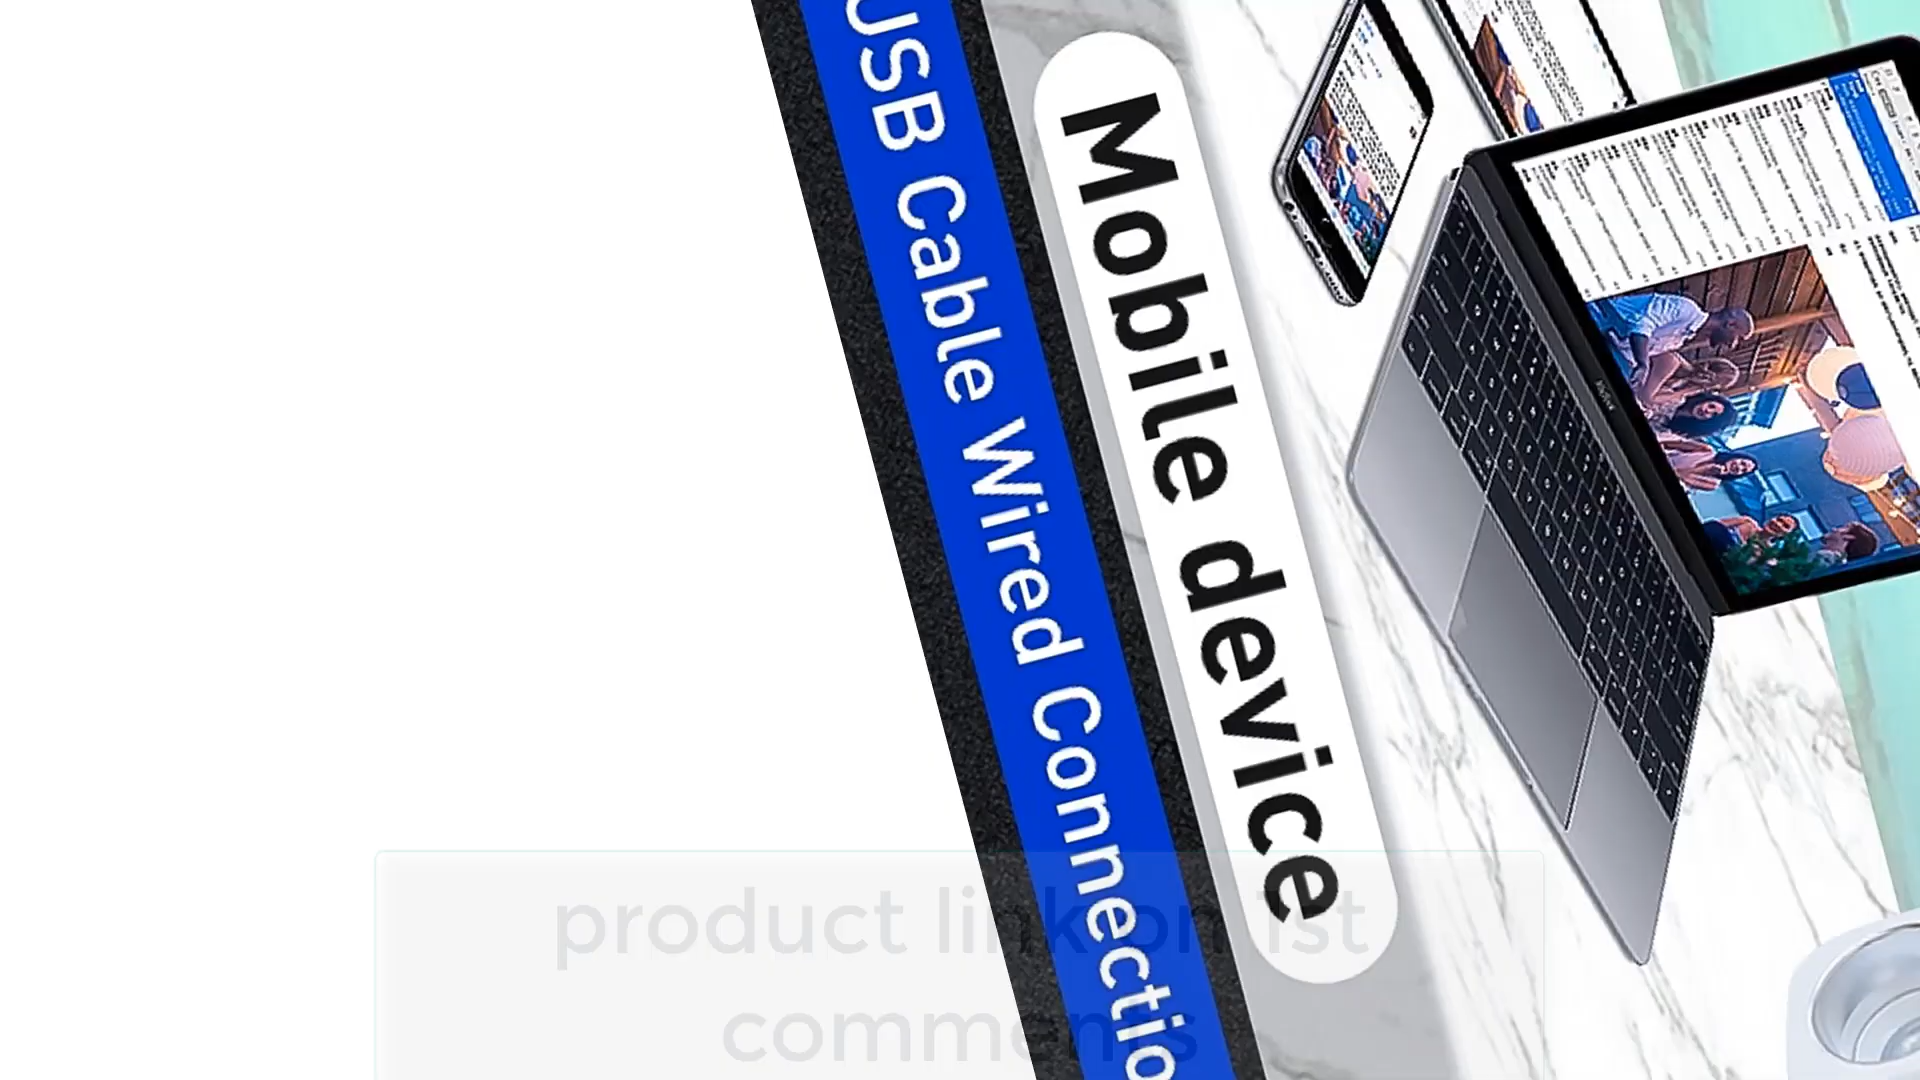 USB Cable Wired Connectio
Mobile device
product link on 1st
comments